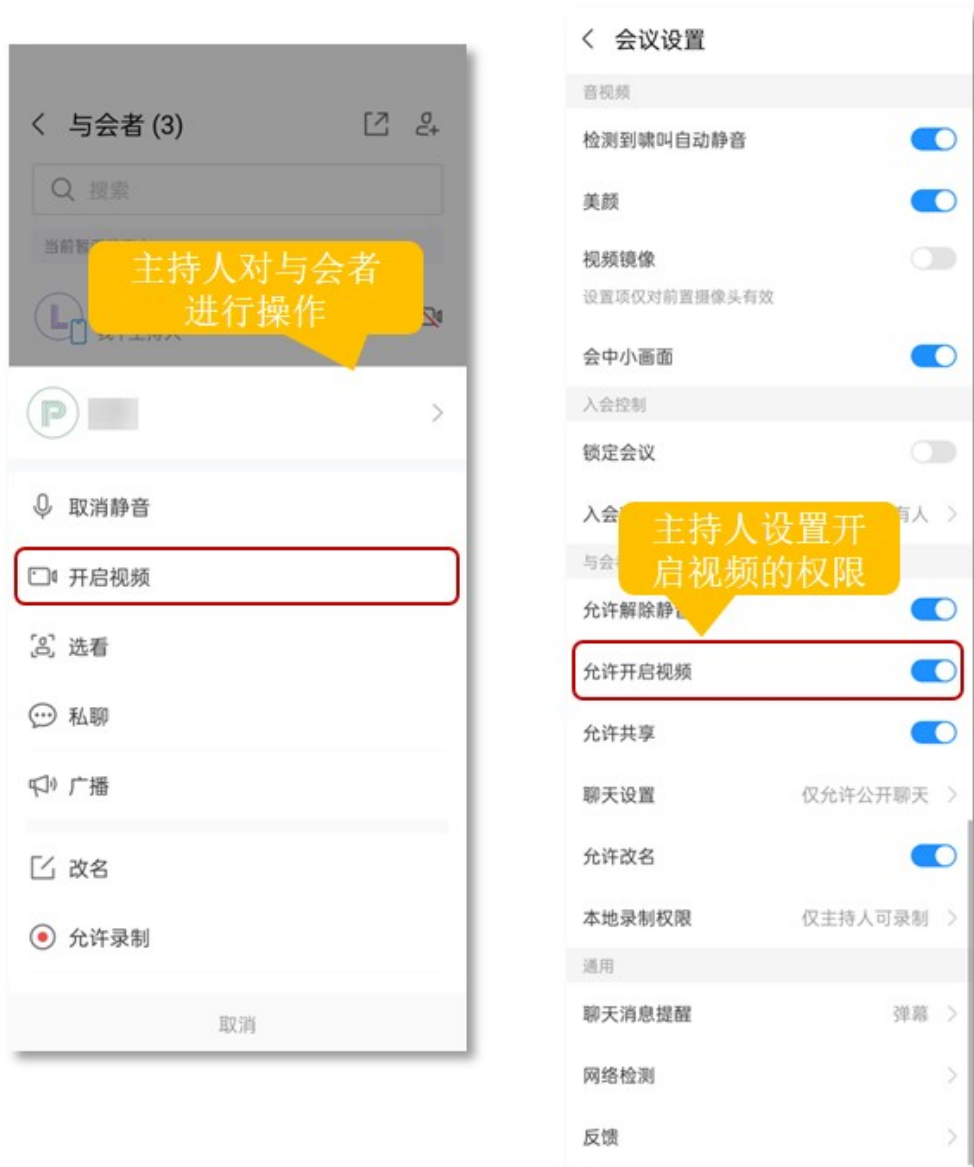 与会者 (3)
搜索
当前暂
主持人对与会者
进行操作
L
P
取消静音
开启视频
选看
私聊
广播
改名
允许录制
取消
会议设置
音视频
检测到啸叫自动静音
美颜
视频镜像
设置项仅对前置摄像头有效
会中小画面
入会控制
锁定会议
入会
有人
主持人设置开
启视频的权限
与会
允许解除静
允许开启视频
允许共享
聊天设置 仅允许公开聊天
允许改名
本地录制权限 仅主持人可录制
通用
聊天消息提醒 弹幕
网络检测
反馈